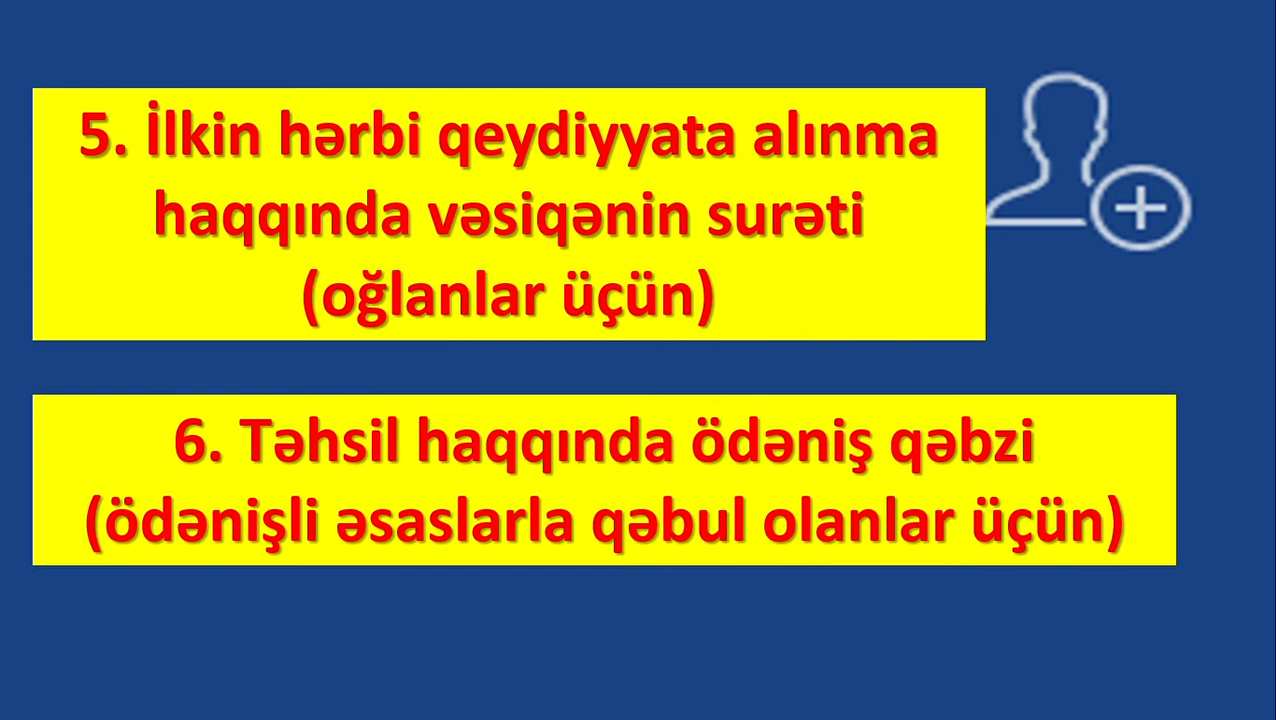 5. İlkin hərbi qeydiyyata alınma
haqqında vəsiqənin surəti
(oğlanlar üçün)
6. Təhsil haqqında ödəniş qəbzi
(ödənişli əsaslarla qəbul olanlar üçün)